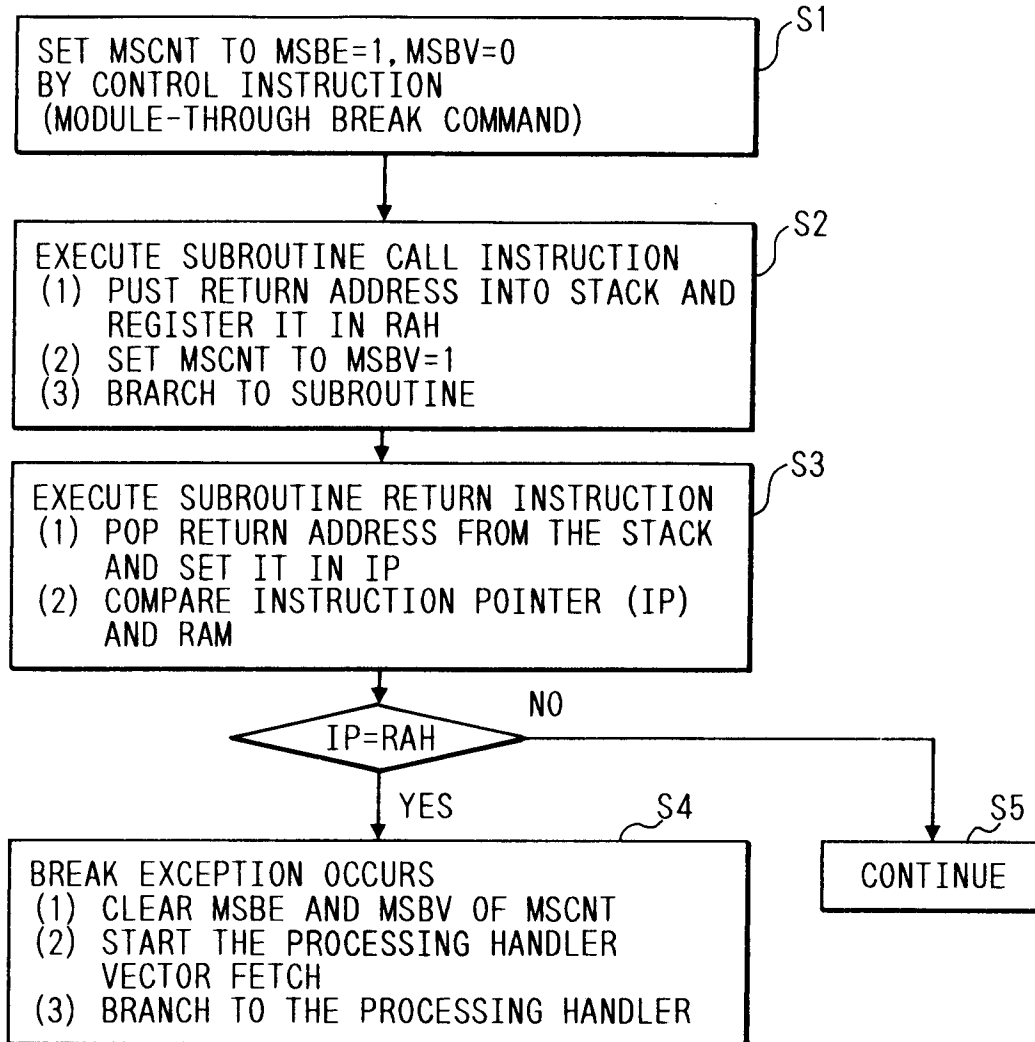 S1
SET MSCNT TO MSBE=1, MSBV=0
BY CONTROL INSTRUCTION
(MODULE-THROUGH BREAK COMMAND)
S2
EXECUTE SUBROUTINE CALL INSTRUCTION
(1) PUST RETURN ADDRESS INTO STACK AND
REGISTER IT IN RAH
(2) SET MSCNT TO MSBV=1
(3) BRARCH TO SUBROUTINE
S3
EXECUTE SUBROUTINE RETURN INSTRUCTION
(1) POP RETURN ADDRESS FROM THE STACK
AND SET IT IN IP
(2) COMPARE INSTRUCTION POINTER (IP)
AND RAM
IP=RAH
NO
YES
S4
BREAK EXCEPTION OCCURS
(1) CLEAR MSBE AND MSBV OF MSCNT
(2) START THE PROCESSING HANDLER
VECTOR FETCH
(3) BRANCH TO THE PROCESSING HANDLER
S5
CONTINUE